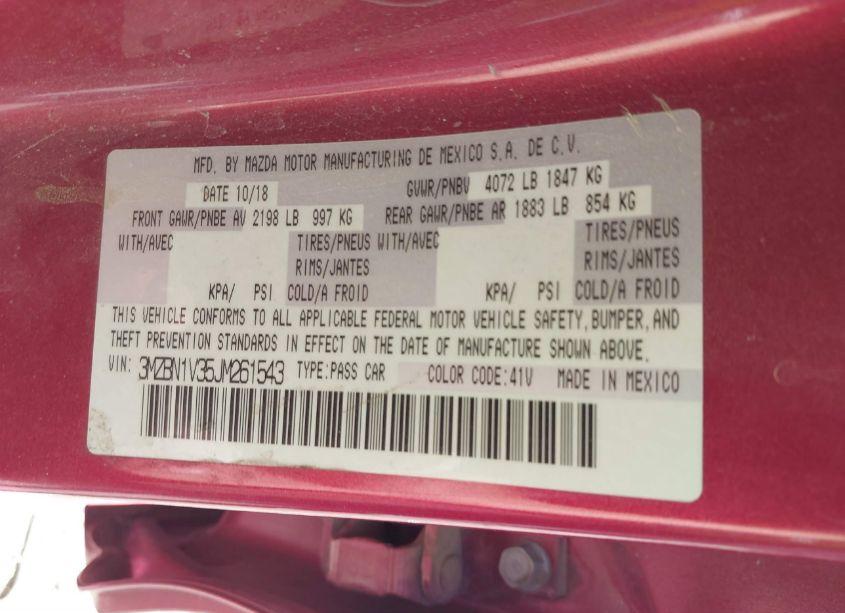 MFD. BY MAZDA MOTOR MANUFACTURING DE MEXICO S.A. DE C.V.
DATE 10/18 GVWR/PNBV 4072 LB 1847 KG
FRONT GAWR/PNBE AV 2198 LB 997 KG REAR GAWR/PNBE AR 1883 LB 854 KG
WITH/AVEC TIRES/PNEUS WITH/AVEC TIRES/PNEUS
RIMS/JANTES RIMS/JANTES
KPA/ PSI COLD/A FROID KPA/ PSI COLD/A FROID
THIS VEHICLE CONFORMS TO ALL APPLICABLE FEDERAL MOTOR VEHICLE SAFETY, BUMPER, AND
THEFT PREVENTION STANDARDS IN EFFECT ON THE DATE OF MANUFACTURE SHOWN ABOVE.
VIN: 3MZBN1V35JM261543 TYPE:PASS CAR COLOR CODE:41V MADE IN MEXICO